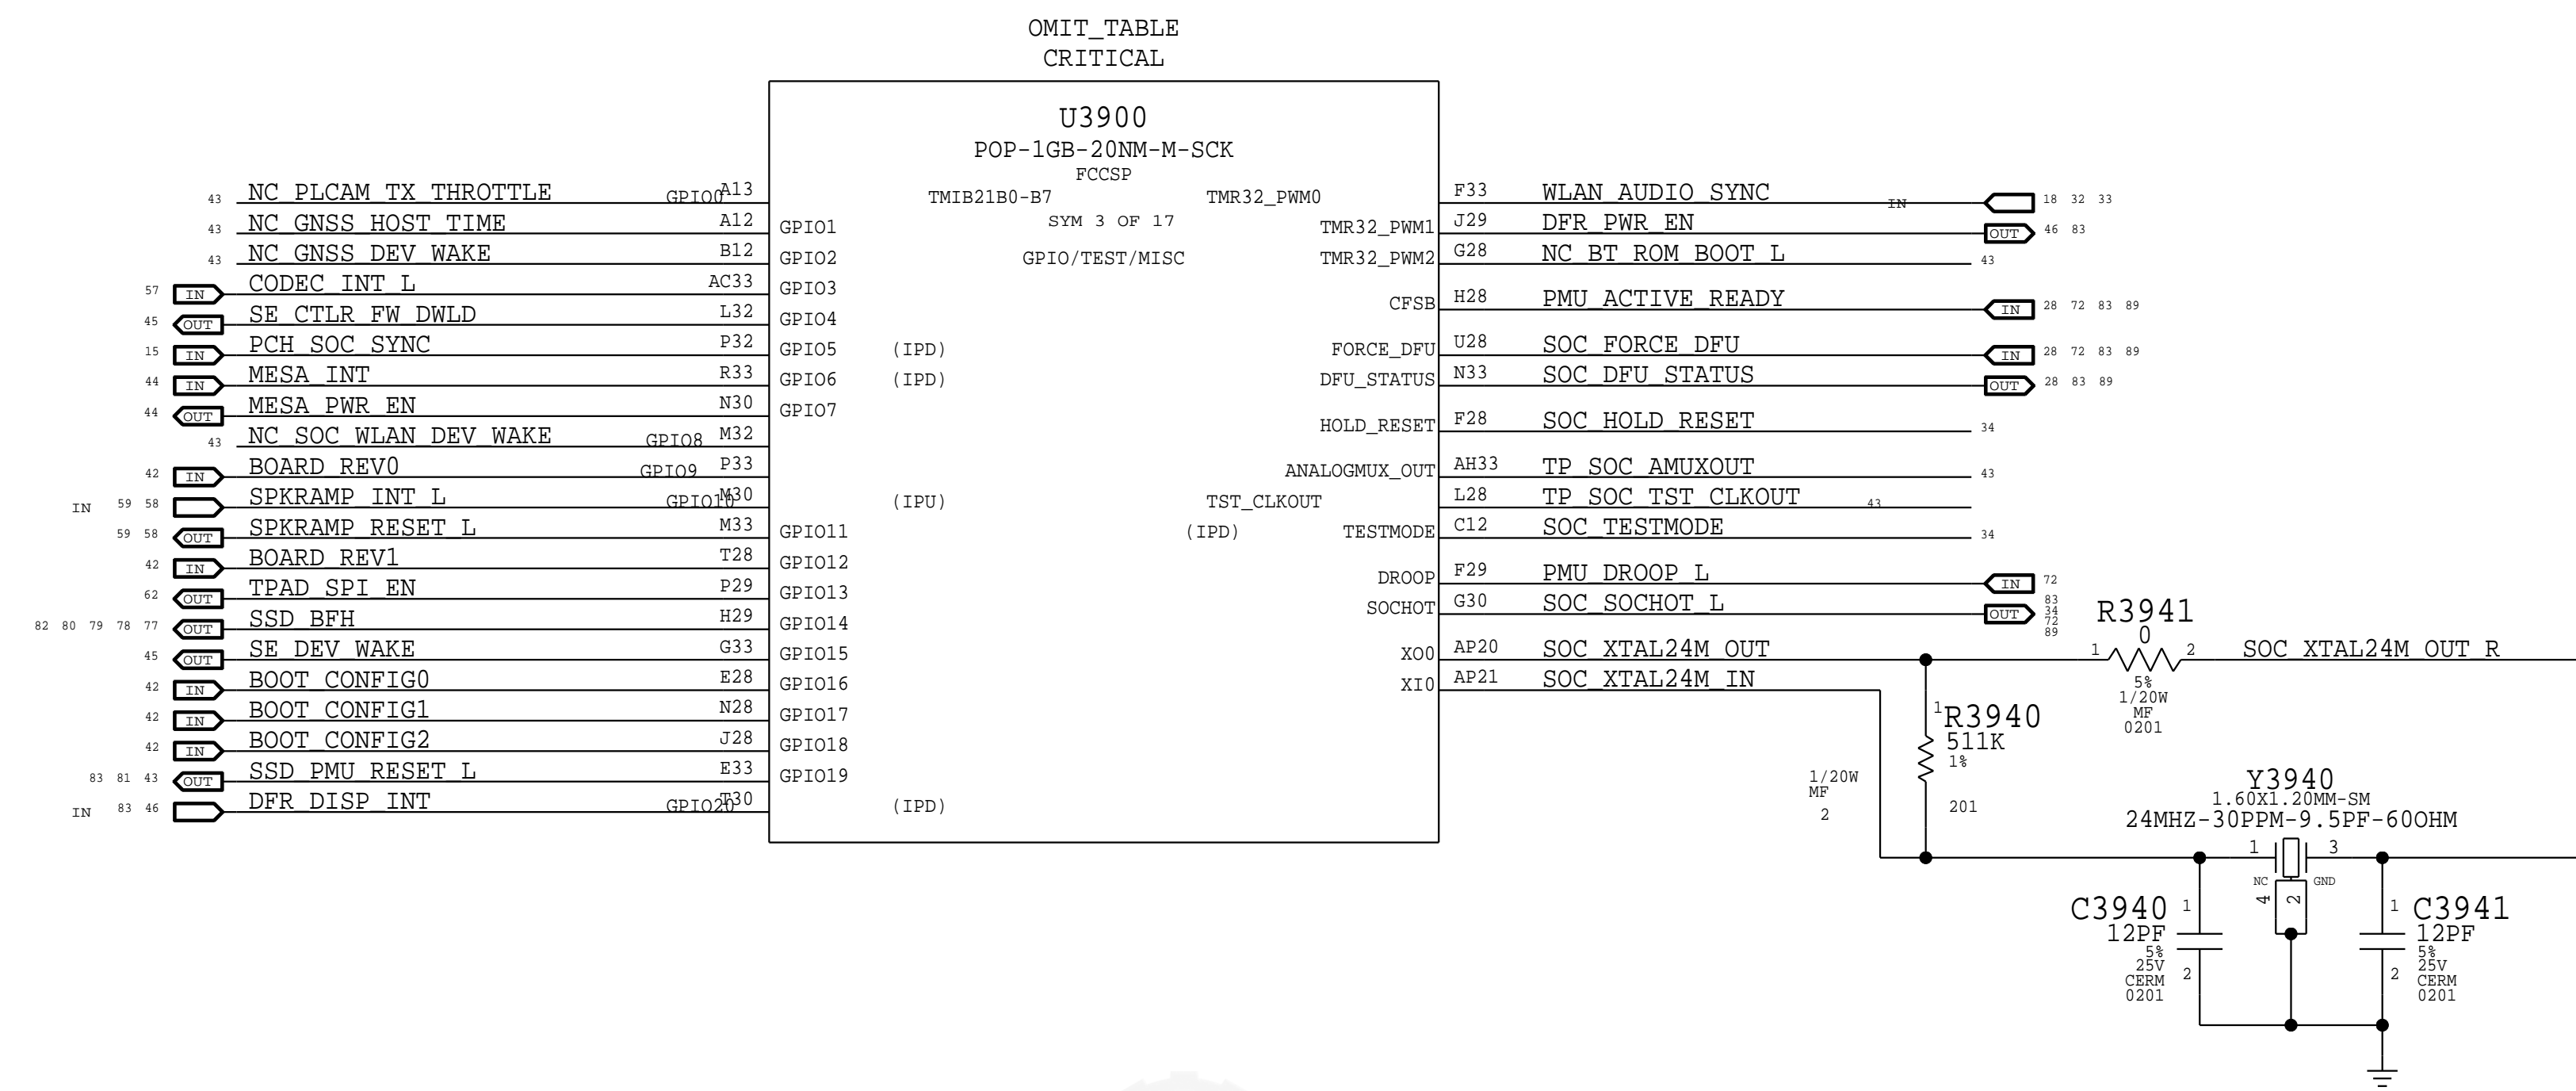 OMIT_TABLE
CRITICAL
U3900
POP-1GB-20NM-M-SCK
FCCSP
TMIB21B0-B7
SYM 3 OF 17
GPIO/TEST/MISC
43 NC_PLCAM_TX_THROTTLE GPIO0 A13
43 NC_GNSS_HOST_TIME A12 GPIO1
43 NC_GNSS_DEV_WAKE B12 GPIO2
57 IN CODEC_INT_L AC33 GPIO3
45 OUT SE_CTLR_FW_DWLD L32 GPIO4
15 IN PCH_SOC_SYNC P32 GPIO5 (IPD)
44 IN MESA_INT R33 GPIO6 (IPD)
44 OUT MESA_PWR_EN N30 GPIO7
43 NC_SOC_WLAN_DEV_WAKE GPIO8 M32
42 IN BOARD_REV0 GPIO9 P33
IN 59 58 SPKRAMP_INT_L GPIO10 M30 (IPU)
59 58 OUT SPKRAMP_RESET_L M33 GPIO11
42 IN BOARD_REV1 T28 GPIO12
62 OUT TPAD_SPI_EN P29 GPIO13
82 80 79 78 77 OUT SSD_BFH H29 GPIO14
45 OUT SE_DEV_WAKE G33 GPIO15
42 IN BOOT_CONFIG0 E28 GPIO16
42 IN BOOT_CONFIG1 N28 GPIO17
42 IN BOOT_CONFIG2 J28 GPIO18
83 81 43 OUT SSD_PMU_RESET_L E33 GPIO19
IN 83 46 DFR_DISP_INT GPIO20 T30 (IPD)
TMR32_PWM0 F33 WLAN_AUDIO_SYNC IN 18 32 33
TMR32_PWM1 J29 DFR_PWR_EN OUT 46 83
TMR32_PWM2 G28 NC_BT_ROM_BOOT_L 43
CFSB H28 PMU_ACTIVE_READY IN 28 72 83 89
FORCE_DFU U28 SOC_FORCE_DFU IN 28 72 83 89
DFU_STATUS N33 SOC_DFU_STATUS OUT 28 83 89
HOLD_RESET F28 SOC_HOLD_RESET 34
ANALOGMUX_OUT AH33 TP_SOC_AMUXOUT 43
TST_CLKOUT L28 TP_SOC_TST_CLKOUT 43
(IPD) TESTMODE C12 SOC_TESTMODE 34
DROOP F29 PMU_DROOP_L IN 72
SOCHOT G30 SOC_SOCHOT_L OUT
83
34
72
89
XO0 AP20 SOC_XTAL24M_OUT
XI0 AP21 SOC_XTAL24M_IN
R3941
0
1 2 SOC_XTAL24M_OUT_R
5%
1/20W
MF
0201
1 R3940
511K
1%
1/20W
MF
2 201
Y3940
1.60X1.20MM-SM
24MHZ-30PPM-9.5PF-60OHM
1 3
NC GND
4 2
C3940 1
12PF
5%
25V 2
CERM
0201
1 C3941
12PF
5%
2 25V
CERM
0201